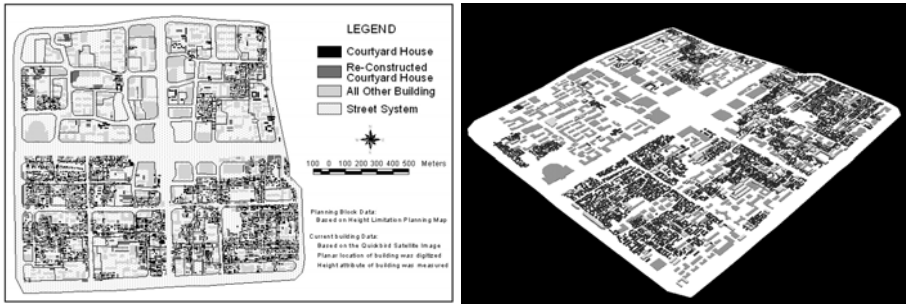 LEGEND
Courtyard House
Re-Constructed
Courtyard House
All Other Building
Street System
100 0 100 200 300 400 500 Meters
Planning Block Data:
Based on Height Limitation Planning Map
Current building Data:
Based on the Quickbird Satellite Image
Planar location of building was digitized
Height attribute of building was measured